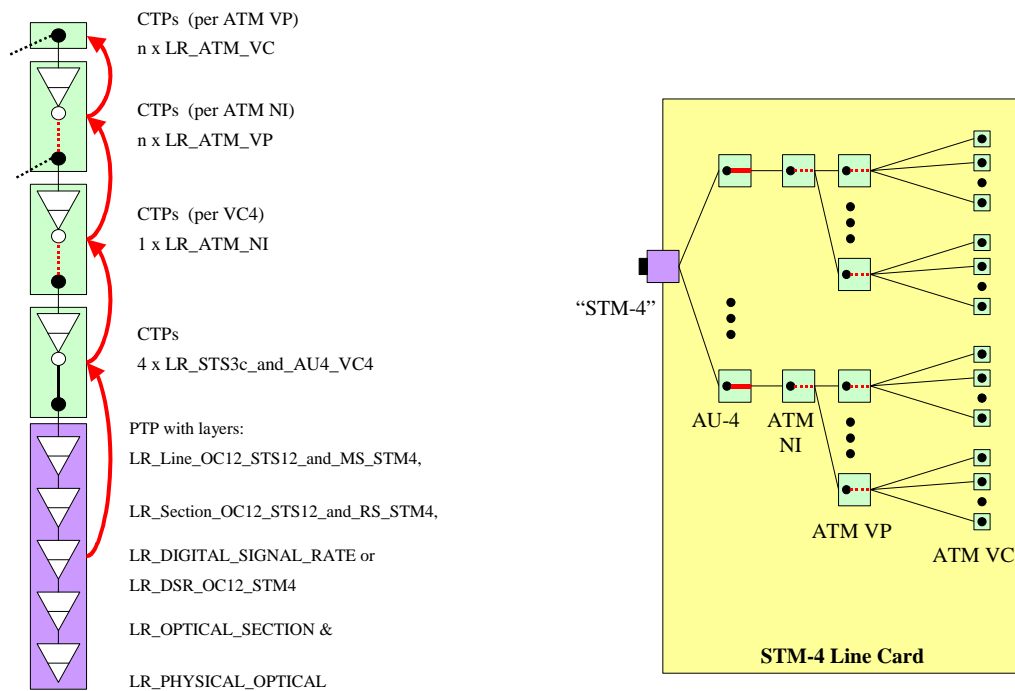 CTPs (per ATM VP)
n x LR_ATM_VC
CTPs (per ATM NI)
n x LR_ATM_VP
CTPs (per VC4)
1 x LR_ATM_NI
CTPs
4 x LR_STS3c_and_AU4_VC4
PTP with layers:
LR_Line_OC12_STS12_and_MS_STM4,
LR_Section_OC12_STS12_and_RS_STM4,
LR_DIGITAL_SIGNAL_RATE or
LR_DSR_OC12_STM4
LR_OPTICAL_SECTION &
LR_PHYSICAL_OPTICAL
“STM-4”
AU-4
ATM
NI
ATM VP
ATM VC
STM-4 Line Card